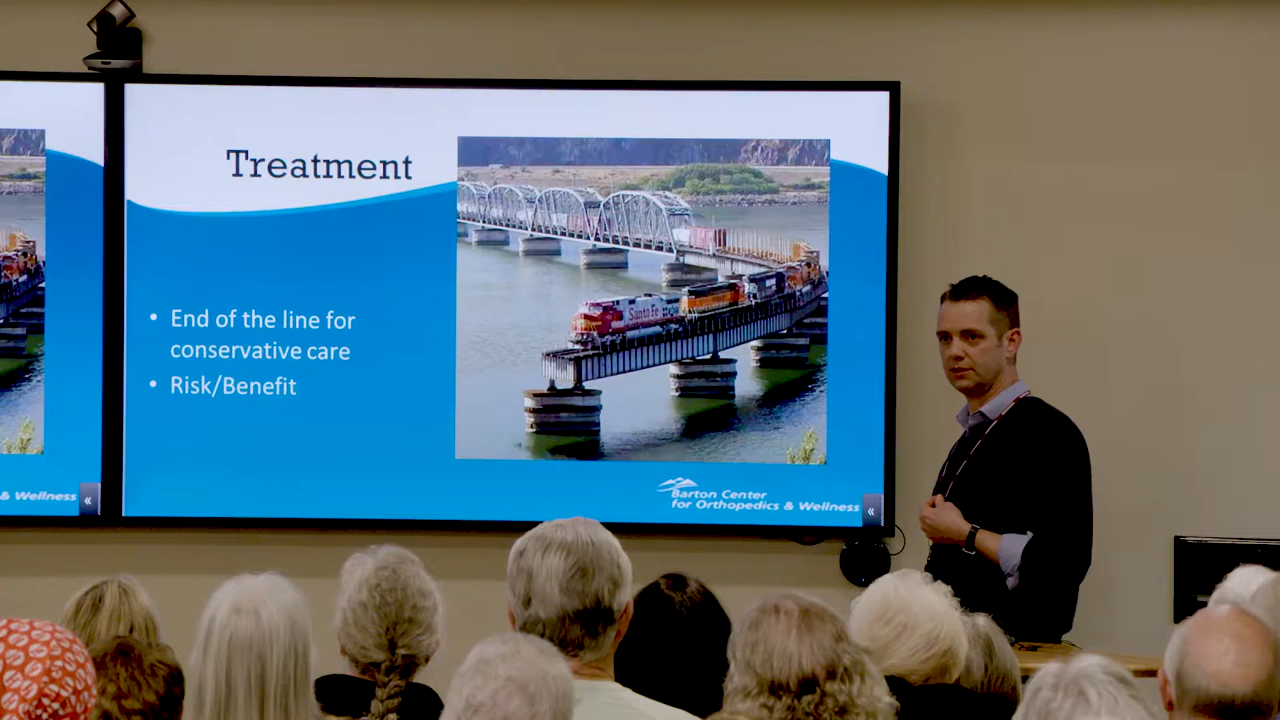 Treatment
• End of the line for
conservative care
• Risk/Benefit
Santa Fe
Barton Center
for Orthopedics & Wellness
«
& Wellness
«